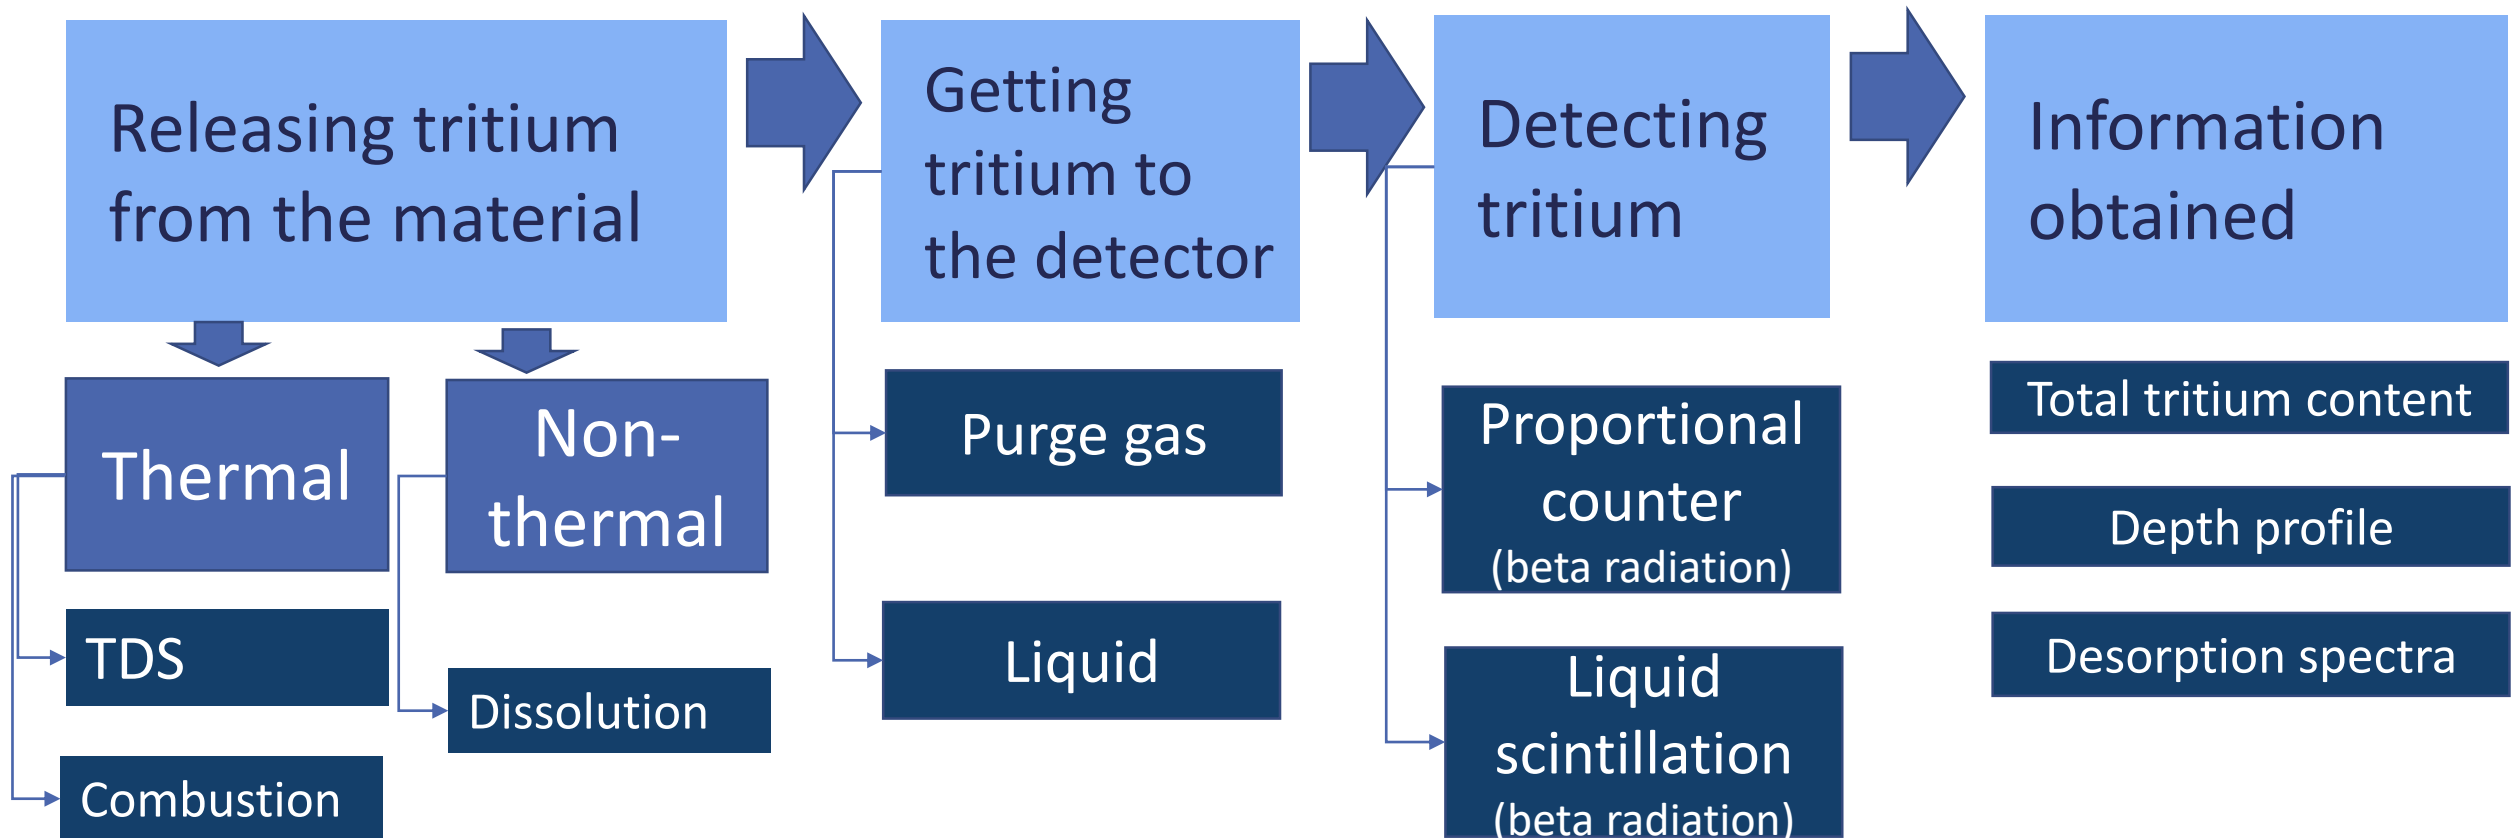 Releasing tritium
from the material
Getting
tritium to
the detector
Detecting
tritium
Information
obtained
Thermal
Non-
thermal
TDS
Combustion
Dissolution
Purge gas
Liquid
Proportional
counter
(beta radiation)
Liquid
scintillation
(beta radiation)
Total tritium content
Depth profile
Desorption spectra